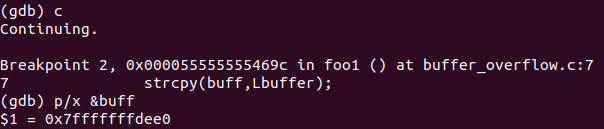 (gdb) c
Continuing.
Breakpoint 2, 0x000055555555469c in foo1 () at buffer_overflow.c:7
7 strcpy(buff,Lbuffer);
(gdb) p/x &buff
$1 = 0x7fffffffdee0